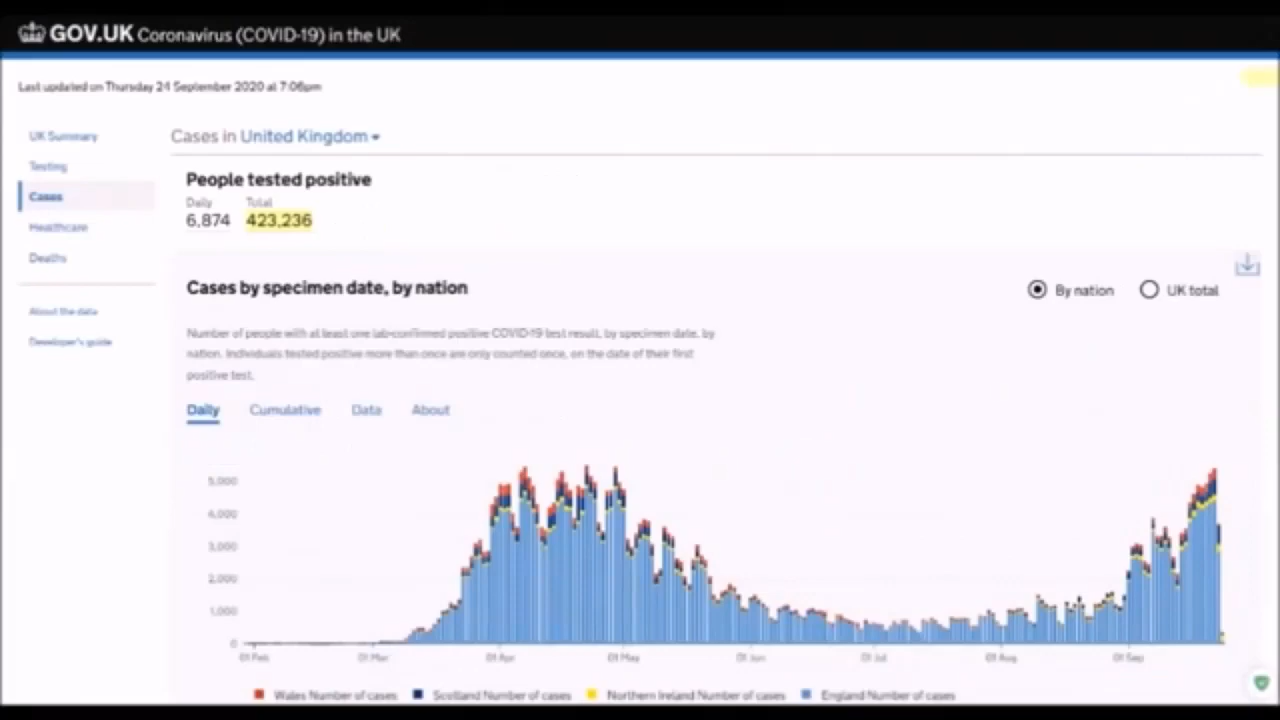 GOV.UK Coronavirus (COVID-19) in the UK
Last updated on Thursday 24 September 2020 at 7:06pm
UK Summary
Testing
Cases
Healthcare
Deaths
About the data
Developer's guide
Cases in United Kingdom
People tested positive
Daily Total
6,874 423,236
Cases by specimen date, by nation
By nation UK total
Number of people with at least one lab-confirmed positive COVID-19 test result, by specimen date, by
nation. Individuals tested positive more than once are only counted once, on the date of their first
positive test.
Daily Cumulative Data About
5,000
4,000
3,000
2,000
1,000
0
01 Feb 01 Mar 01 Apr 01 May 01 Jun 01 Jul 01 Aug 01 Sep
Wales Number of cases Scotland Number of cases Northern Ireland Number of cases England Number of cases